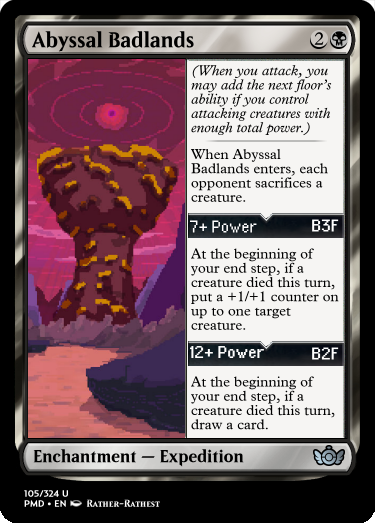 Abyssal Badlands 2
(When you attack, you
may add the next floor's
ability if you control
attacking creatures with
enough total power.)
When Abyssal
Badlands enters, each
opponent sacrifices a
creature.
7+ Power B3F
At the beginning of
your end step, if a
creature died this turn,
put a +1/+1 counter on
up to one target
creature.
12+ Power B2F
At the beginning of
your end step, if a
creature died this turn,
draw a card.
Enchantment — Expedition
105/324 U
PMD • EN Rather-Rathest